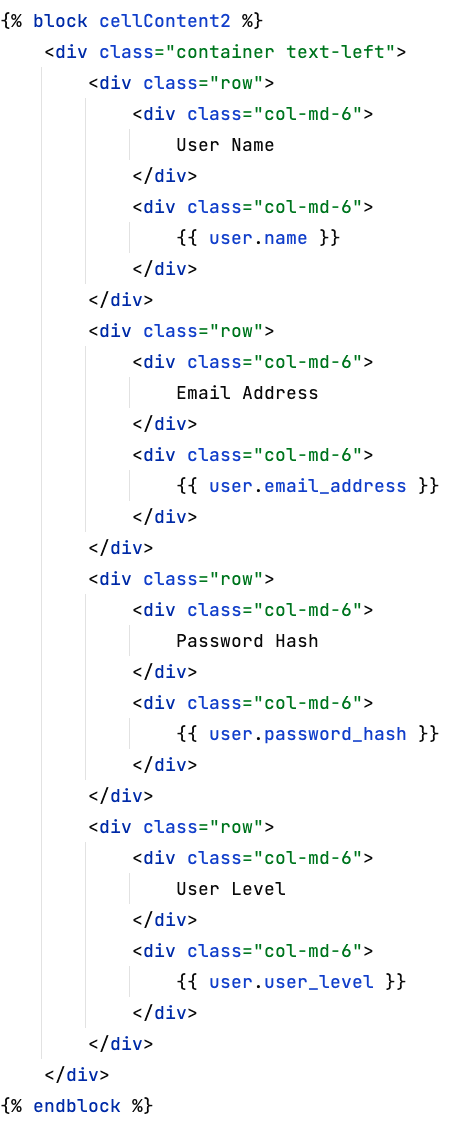 {% block cellContent2 %}
    <div class="container text-left">
        <div class="row">
            <div class="col-md-6">
                User Name
            </div>
            <div class="col-md-6">
                {{ user.name }}
            </div>
        </div>
        <div class="row">
            <div class="col-md-6">
                Email Address
            </div>
            <div class="col-md-6">
                {{ user.email_address }}
            </div>
        </div>
        <div class="row">
            <div class="col-md-6">
                Password Hash
            </div>
            <div class="col-md-6">
                {{ user.password_hash }}
            </div>
        </div>
        <div class="row">
            <div class="col-md-6">
                User Level
            </div>
            <div class="col-md-6">
                {{ user.user_level }}
            </div>
        </div>
    </div>
{% endblock %}